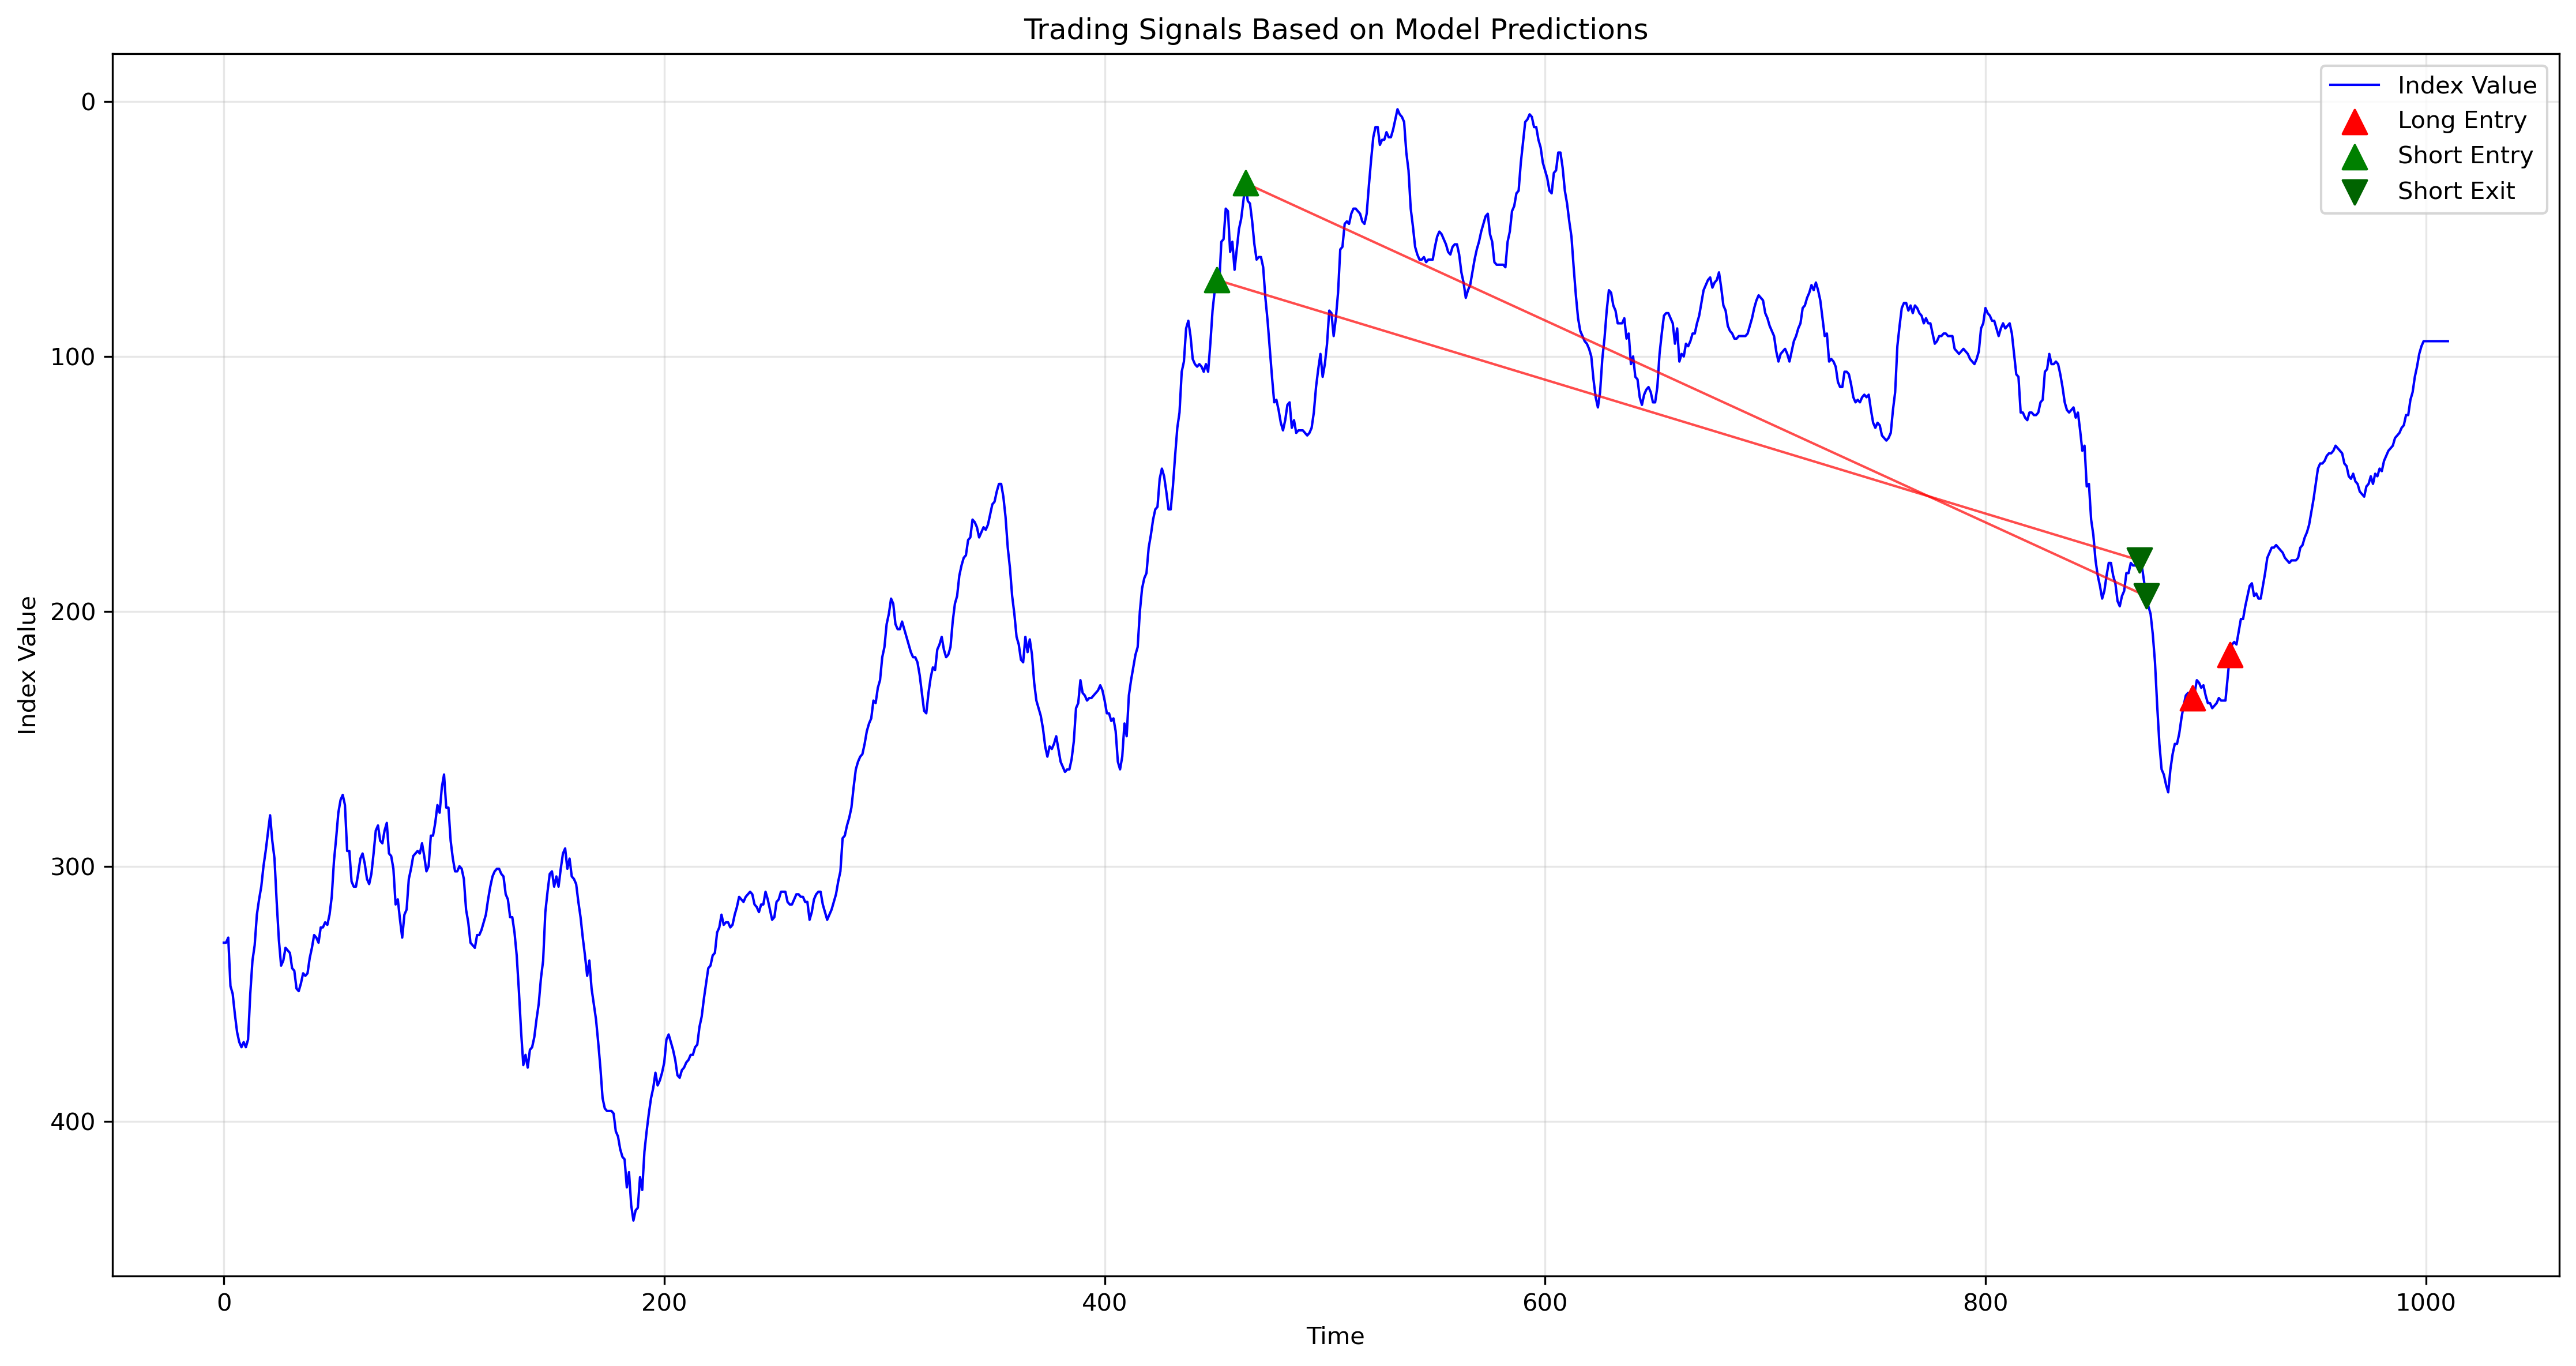 Trading Signals Based on Model Predictions
Index Value
Long Entry
Short Entry
Short Exit
0
100
200
300
400
Index Value
0
200
400
600
800
1000
Time